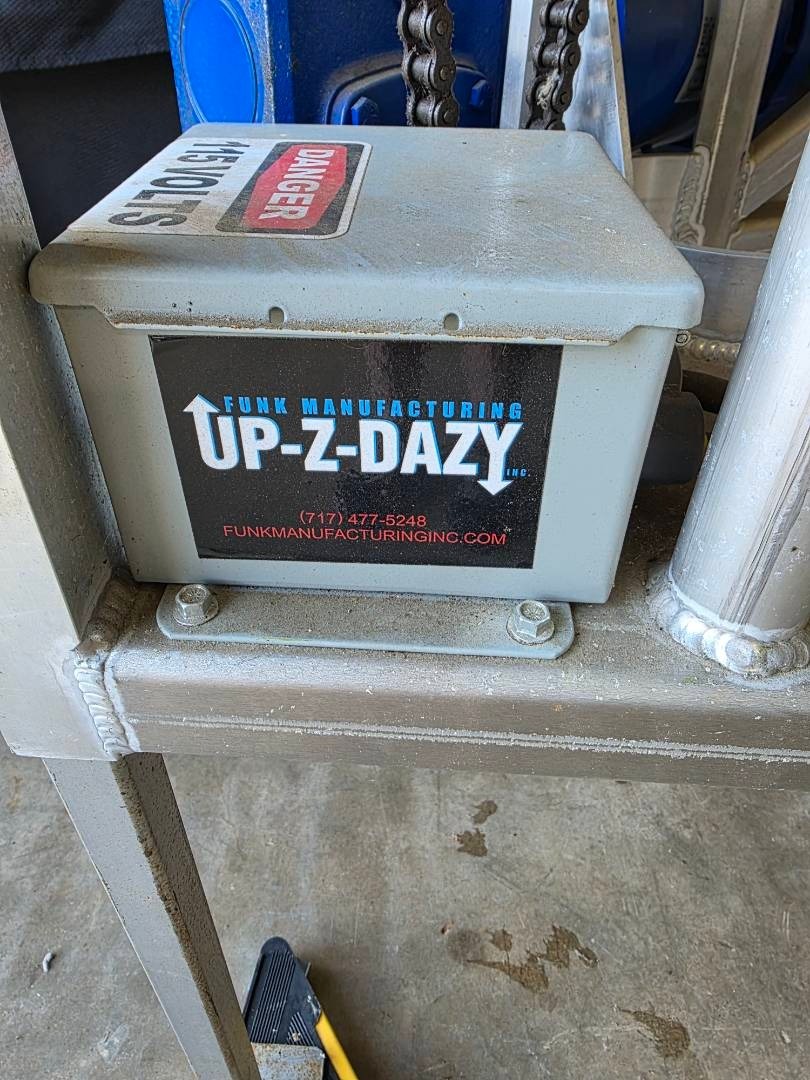 DANGER
115 VOLTS
FUNK MANUFACTURING
UP-Z-DAZY
INC.
(717) 477-5248
FUNKMANUFACTURINGINC.COM